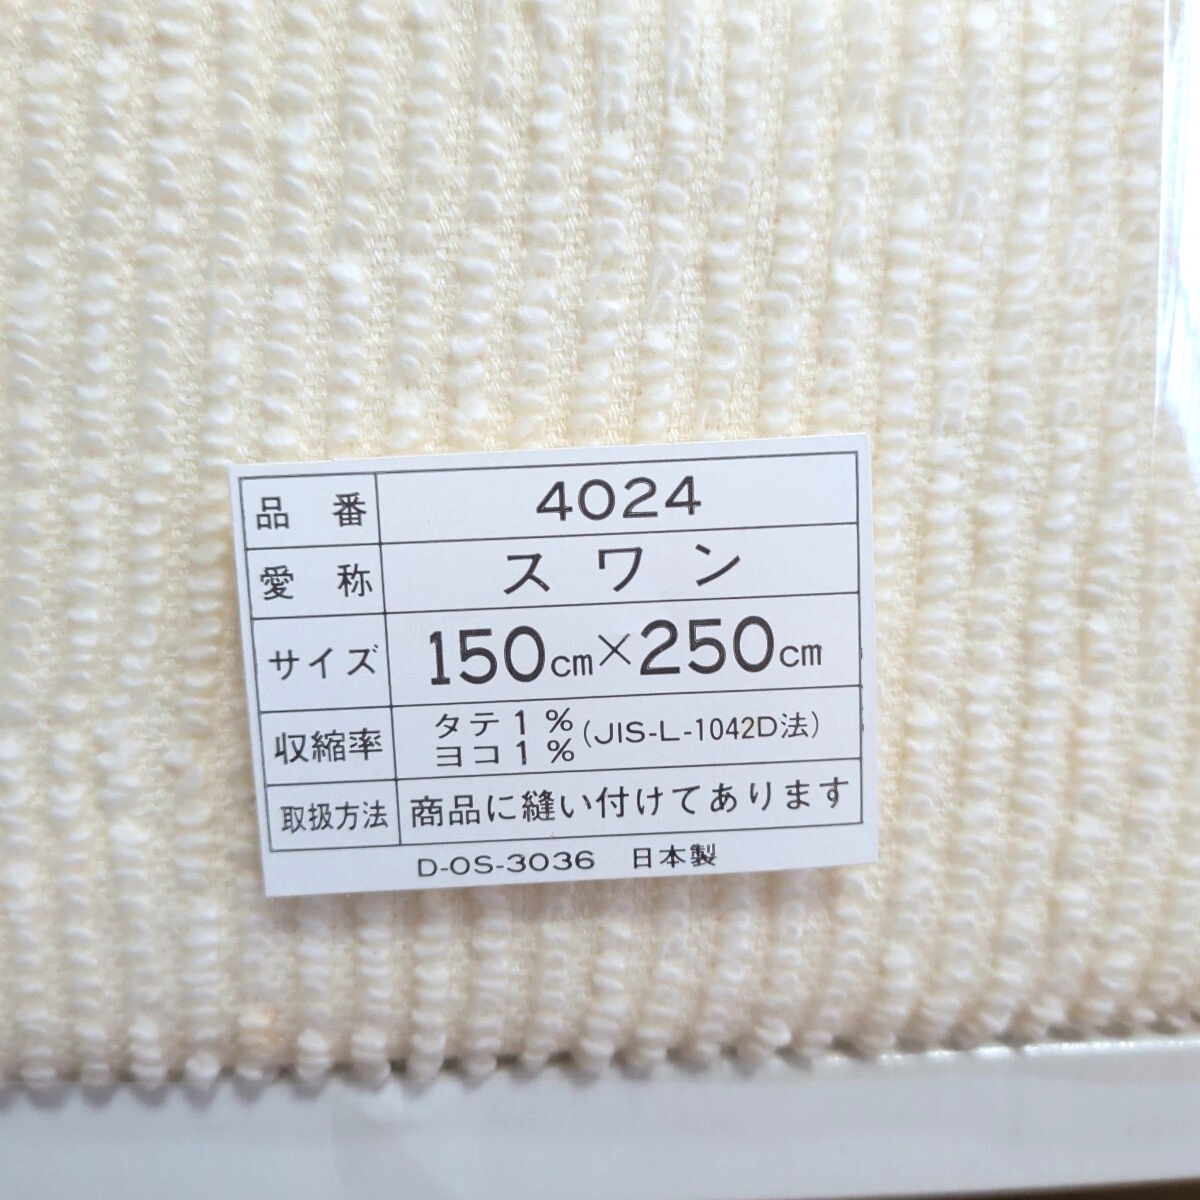 品番 4024
愛称 スワン
サイズ 150cm×250cm
収縮率 タテ1% ヨコ1% (JIS-L-1042D法)
取扱方法 商品に縫い付けてあります
D-OS-3036 日本製